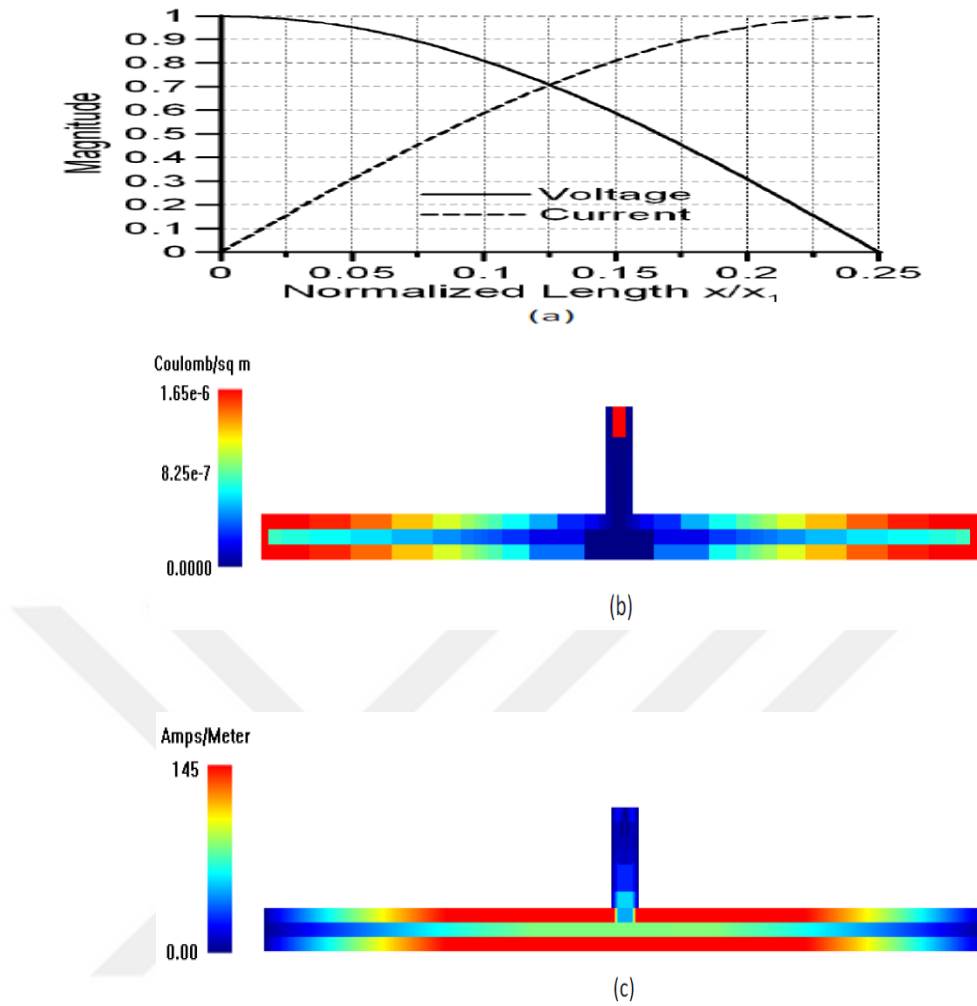 1
0.9
0.8
0.7
0.6
0.5
0.4
0.3
0.2
0.1
0
Magnitude
Voltage
Current
0 0.05 0.1 0.15 0.2 0.25
Normalized Length x/x₁
(a)
Coulomb/sq m
1.65e-6
8.25e-7
0.0000
(b)
Amps/Meter
145
0.00
(c)